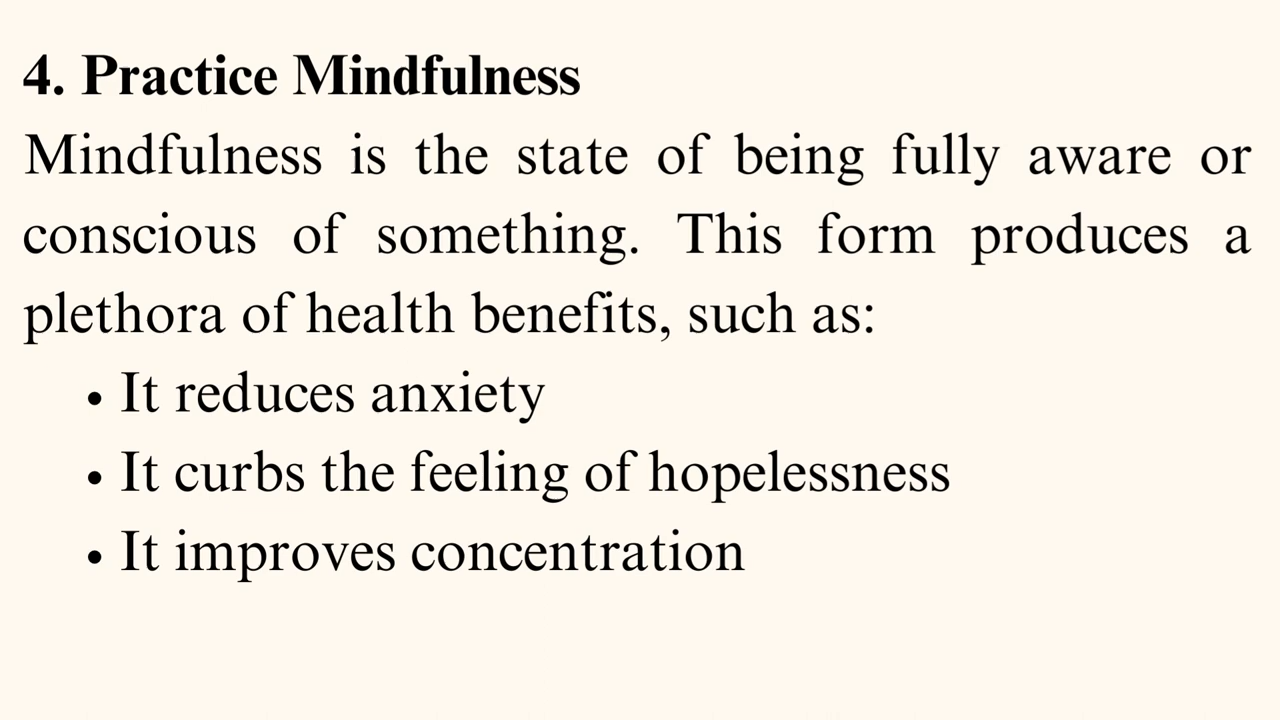 4. Practice Mindfulness
Mindfulness is the state of being fully aware or
conscious of something. This form produces a
plethora of health benefits, such as:
• It reduces anxiety
• It curbs the feeling of hopelessness
• It improves concentration